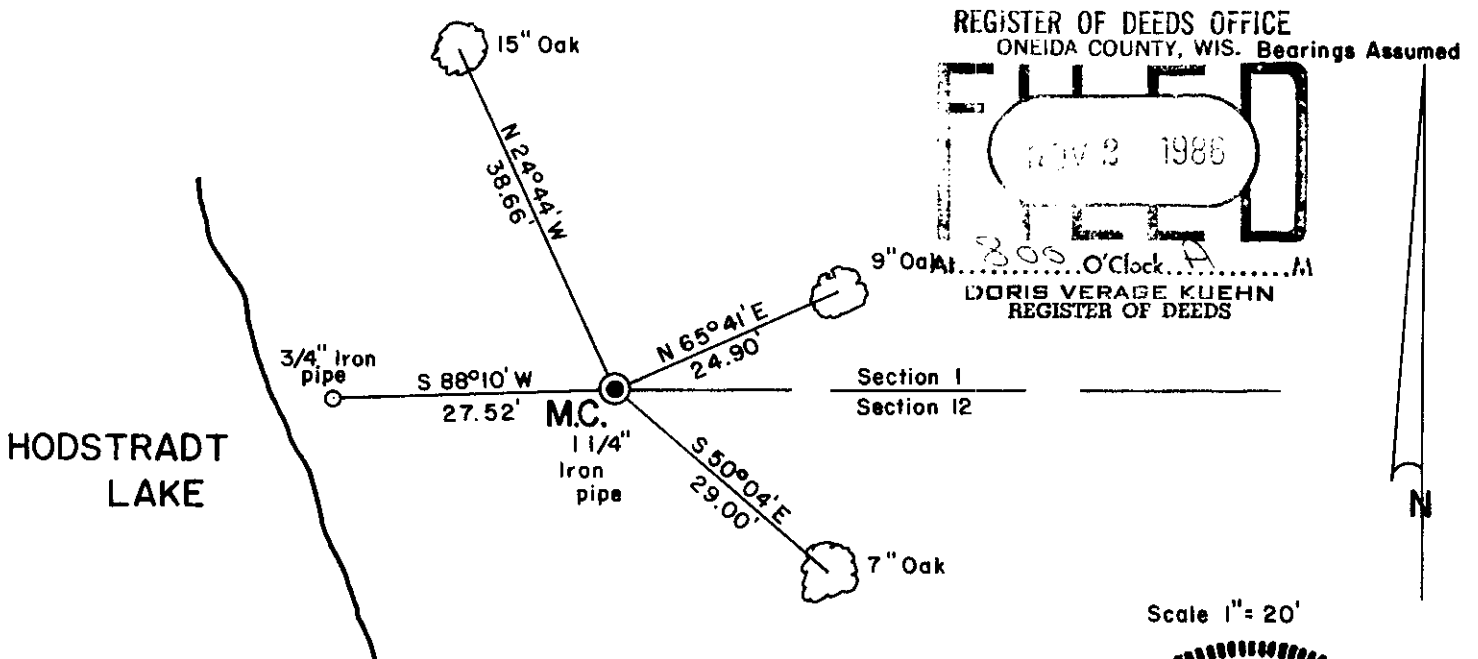 REGISTER OF DEEDS OFFICE
ONEIDA COUNTY, WIS. Bearings Assumed
15" Oak
NOV 1986
N 24°44' W
38.66'
9" Oak
At 8:00 O'Clock A M
DORIS VERAGE KUEHN
REGISTER OF DEEDS
N 65°41' E
24.90'
3/4" Iron
pipe
S 88°10' W
27.52'
Section 1
Section 12
M.C.
1 1/4"
Iron
pipe
HODSTRADT
LAKE
S 50°04' E
29.00'
N
7" Oak
Scale 1"= 20'